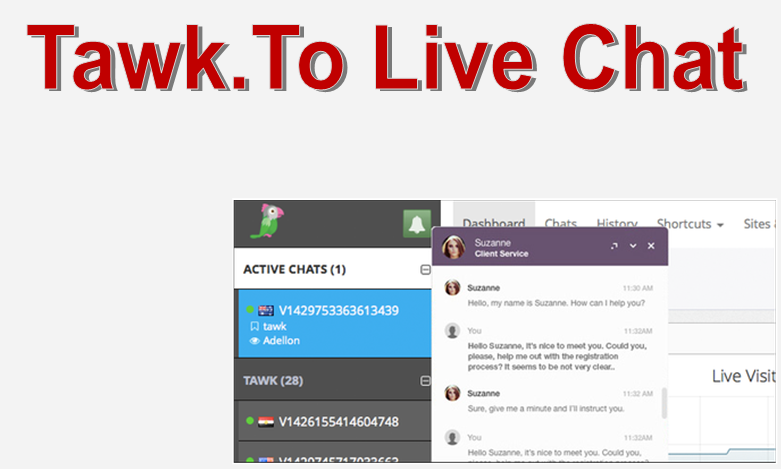 Tawk.To Live Chat
Dashboard Chats History Shortcuts Sites &
ACTIVE CHATS (1)
V1429753363613439
tawk
Adellon
TAWK (28)
V1426155414604748
Suzanne
Client Service
Suzanne 11:30 AM
Hello, my name is Suzanne. How can I help you?
You 11:32AM
Hello Suzanne, it's nice to meet you. Could you,
please, help me out with the registration
process? It seems to be not very clear..
Suzanne 11:32 AM
Sure, give me a minute and I'll instruct you.
You 11:32AM
Hello Suzanne, it's nice to meet you. Could you,
Live Visit